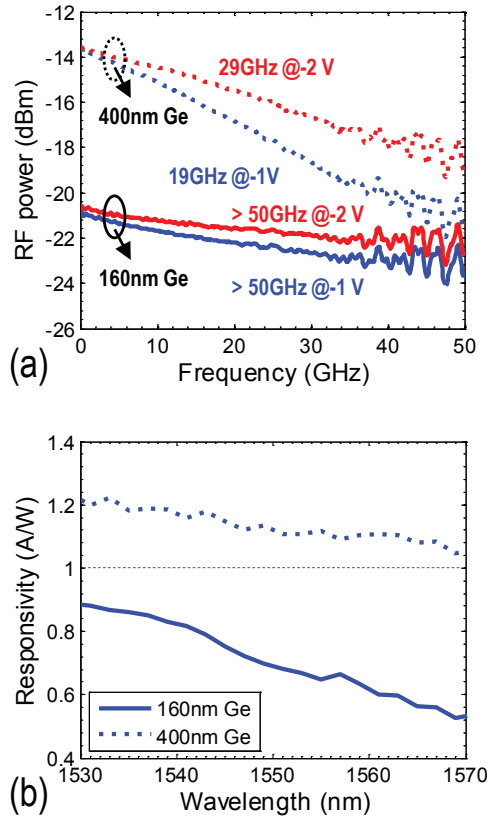 -12
-14
-16
-18
-20
-22
-24
-26
RF power (dBm)
29GHz @-2 V
400nm Ge
19GHz @-1V
> 50GHz @-2 V
160nm Ge
> 50GHz @-1 V
0 10 20 30 40 50
Frequency (GHz)
(a)
1.4
1.2
1
0.8
0.6
0.4
Responsivity (A/W)
160nm Ge
400nm Ge
1530 1540 1550 1560 1570
Wavelength (nm)
(b)